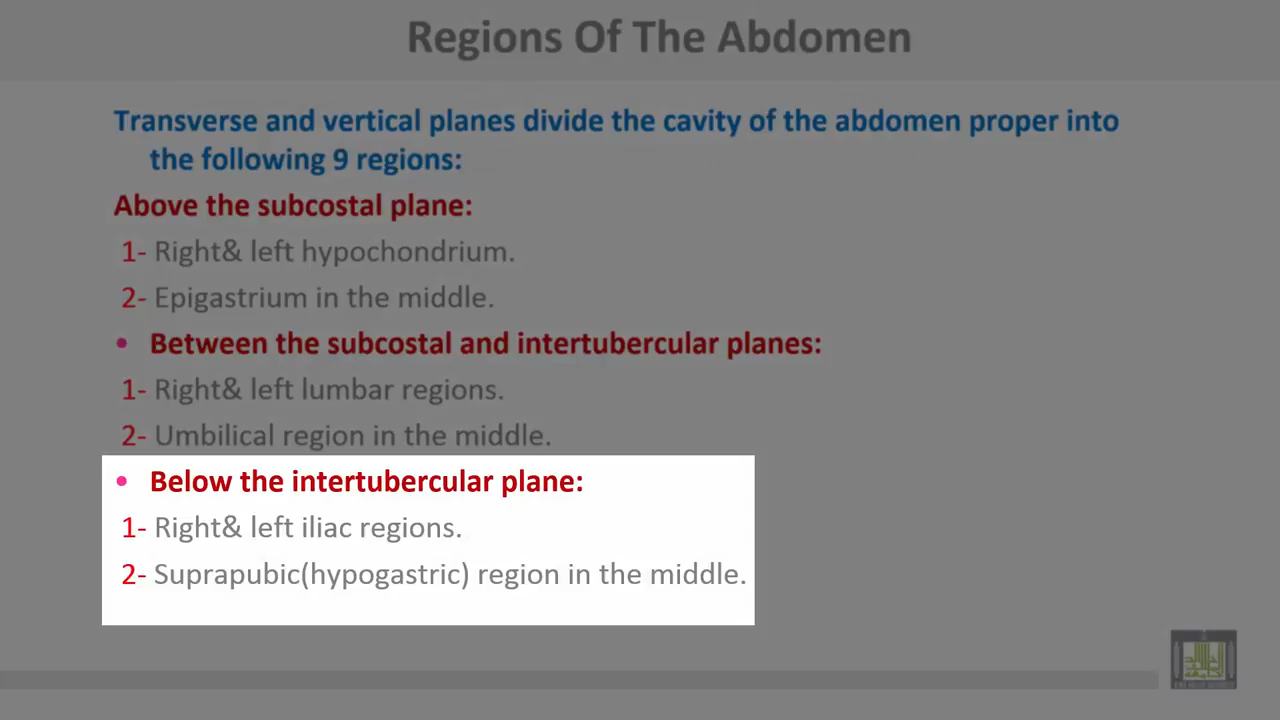 Regions Of The Abdomen
Transverse and vertical planes divide the cavity of the abdomen proper into
the following 9 regions:
Above the subcostal plane:
1- Right& left hypochondrium.
2- Epigastrium in the middle.
• Between the subcostal and intertubercular planes:
1- Right& left lumbar regions.
2- Umbilical region in the middle.
• Below the intertubercular plane:
1- Right& left iliac regions.
2- Suprapubic(hypogastric) region in the middle.